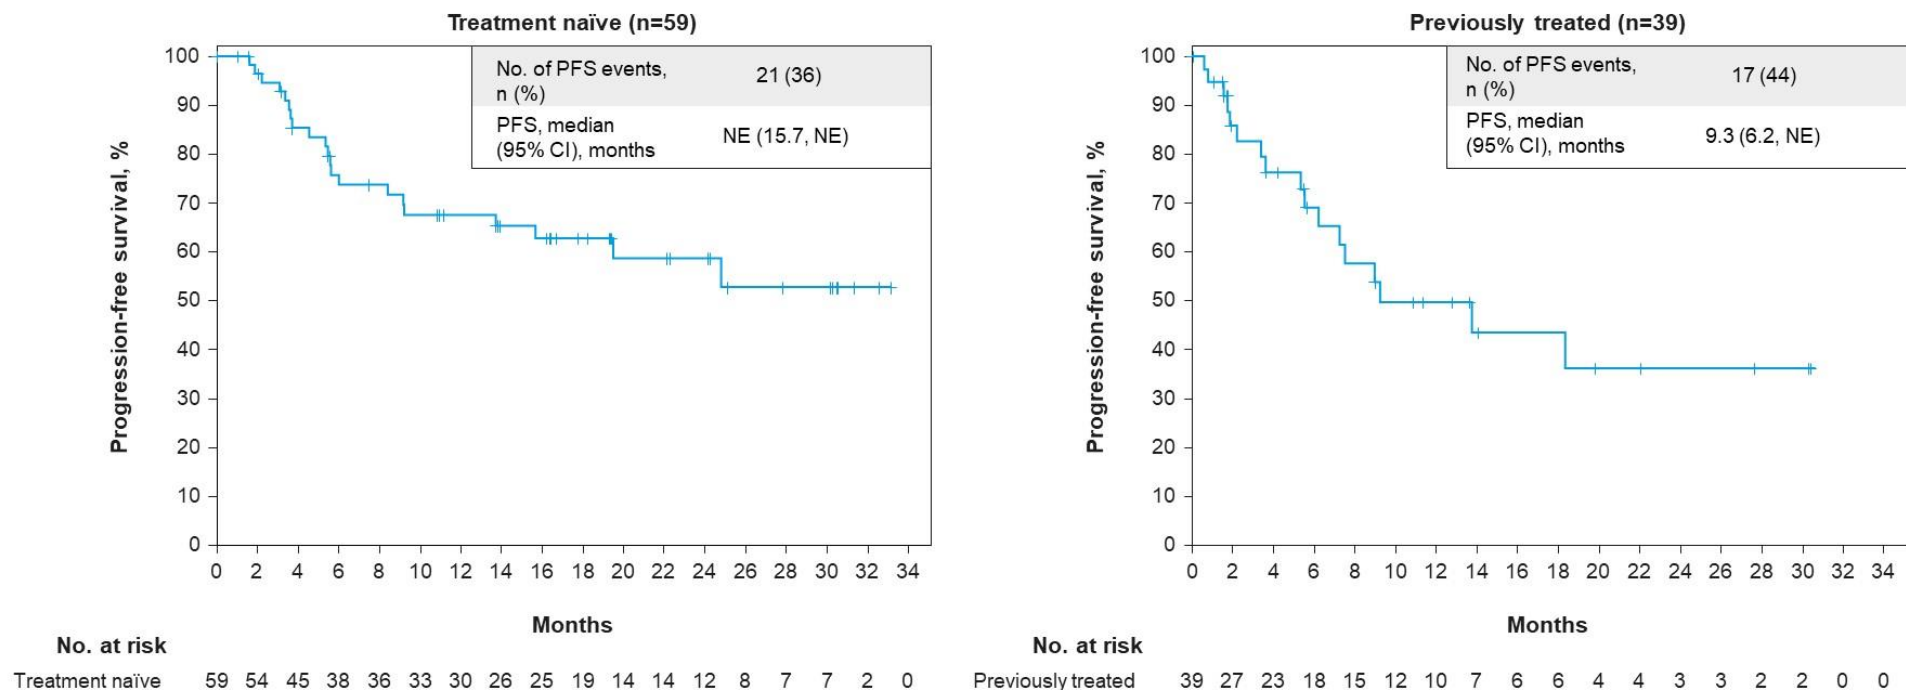 Treatment naïve (n=59)
No. of PFS events,
n (%)
21 (36)
PFS, median
(95% CI), months
NE (15.7, NE)
Progression-free survival, %
100
90
80
70
60
50
40
30
20
10
0
0 2 4 6 8 10 12 14 16 18 20 22 24 26 28 30 32 34
Months
No. at risk
Treatment naïve 59 54 45 38 36 33 30 26 25 19 14 14 12 8 7 7 2 0
Previously treated (n=39)
No. of PFS events,
n (%)
17 (44)
PFS, median
(95% CI), months
9.3 (6.2, NE)
Progression-free survival, %
100
90
80
70
60
50
40
30
20
10
0
0 2 4 6 8 10 12 14 16 18 20 22 24 26 28 30 32 34
Months
No. at risk
Previously treated 39 27 23 18 15 12 10 7 6 6 4 4 3 3 2 2 0 0